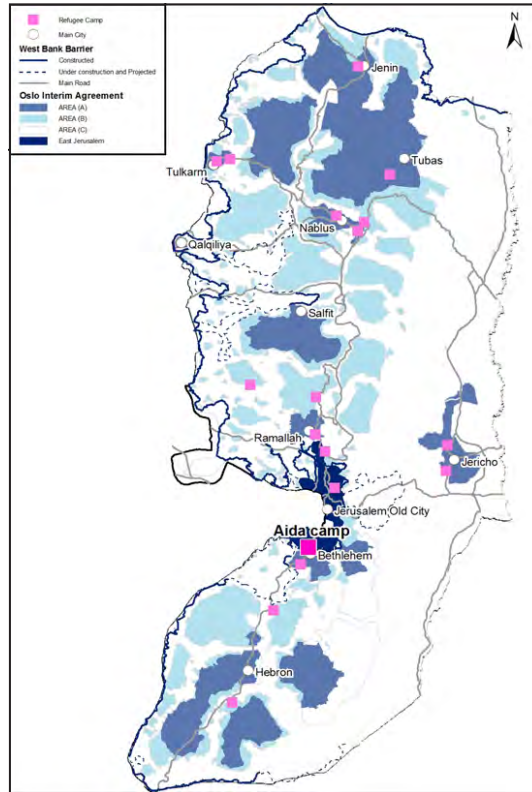 Refugee Camp
Main City
West Bank Barrier
Constructed
Under construction and Projected
Main Road
Oslo Interim Agreement
AREA (A)
AREA (B)
AREA (C)
East Jerusalem
N
Jenin
Tubas
Tulkarm
Nablus
Qalqiliya
Salfit
Ramallah
Jericho
Jerusalem Old City
Aida camp
Bethlehem
Hebron